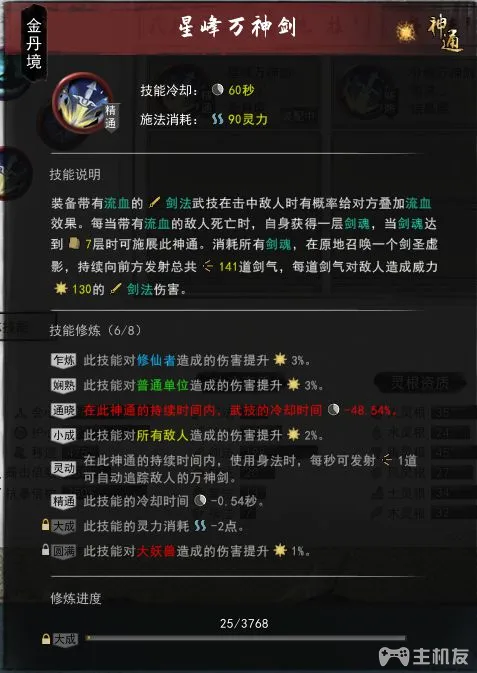 金丹境
星峰万神剑
神通
技能冷却: 60秒
精通
施法消耗: 90灵力
技能说明
装备带有流血的 剑法武技在击中敌人时有概率给对方叠加流血
效果。每当带有流血的敌人死亡时,自身获得一层剑魂,当剑魂达
到 7层时可施展此神通。消耗所有剑魂,在原地召唤一个剑圣虚
影,持续向前方发射总共 141道剑气,每道剑气对敌人造成威力
130的 剑法伤害。
技能修炼 (6/8)
灵根资质
乍炼 此技能对修仙者造成的伤害提升 3%。
娴熟 此技能对普通单位造成的伤害提升 3%。
通晓 在此神通的持续时间内,武技的冷却时间 -48.54%。
小成 此技能对所有敌人造成的伤害提升 2%。
灵动 在此神通的持续时间内,使用身法时,每秒可发射 1道
可自动追踪敌人的万神剑。
精通 此技能的冷却时间 -0.54秒。
大成 此技能的灵力消耗 -2点。
圆满 此技能对大妖兽造成的伤害提升 1%。
修炼进度
25/3768
大成
主机友